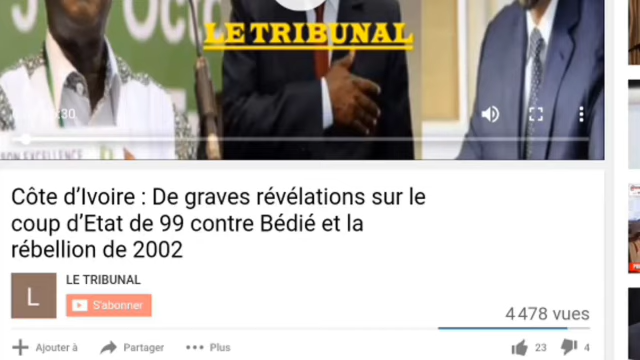 LE TRIBUNAL
:30
Côte d’Ivoire : De graves révélations sur le
coup d’Etat de 99 contre Bédié et la
rébellion de 2002
L
LE TRIBUNAL
S'abonner
4 478 vues
Ajouter à Partager Plus 23 4